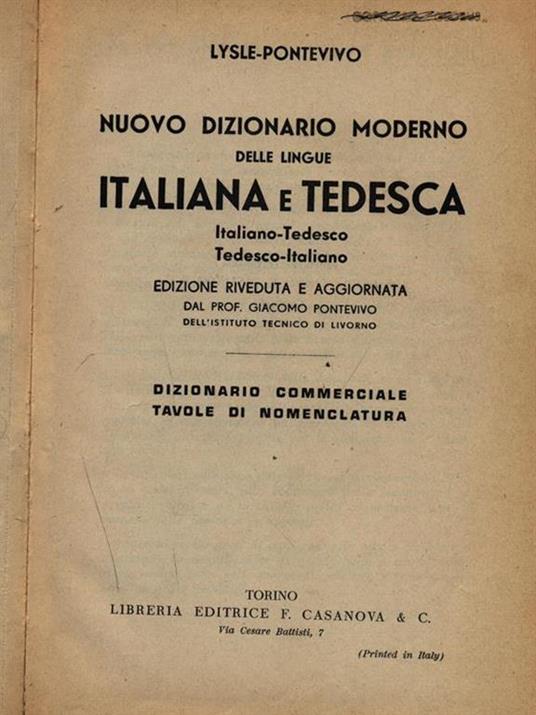 LYSLE-PONTEVIVO
NUOVO DIZIONARIO MODERNO
DELLE LINGUE
ITALIANA E TEDESCA
Italiano-Tedesco
Tedesco-Italiano
EDIZIONE RIVEDUTA E AGGIORNATA
DAL PROF. GIACOMO PONTEVIVO
DELL'ISTITUTO TECNICO DI LIVORNO
DIZIONARIO COMMERCIALE
TAVOLE DI NOMENCLATURA
TORINO
LIBRERIA EDITRICE F. CASANOVA & C.
Via Cesare Battisti, 7
(Printed in Italy)